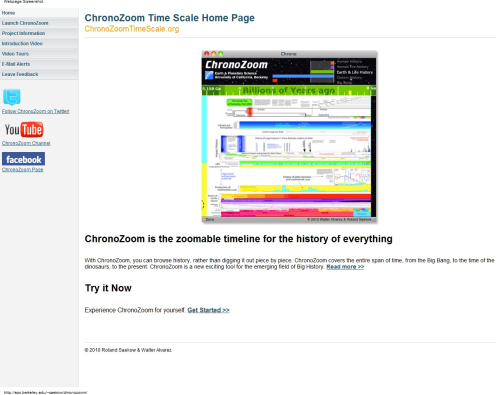 Webpage Screenshot
Home
Launch ChronoZoom
Project Information
Introduction Video
Video Tours
E-Mail Alerts
Leave Feedback
Follow ChronoZoom on Twitter!
YouTube
ChronoZoom Channel
facebook
ChronoZoom Page
ChronoZoom Time Scale Home Page
ChronoZoomTimeScale.org
Chrono
ChronoZoom
Earth & Planetary Science
University of California, Berkeley
Human History
Earth & Life History
Billions of Years ago
Done
© 2010 Walter Alvarez & Roland Saekow
ChronoZoom is the zoomable timeline for the history of everything
With ChronoZoom, you can browse history, rather than digging it out piece by piece. ChronoZoom covers the entire span of time, from the Big Bang, to the time of the
dinosaurs, to the present. ChronoZoom is a new exciting tool for the emerging field of Big History. Read more >>
Try it Now
Experience ChronoZoom for yourself. Get Started >>
© 2010 Roland Saekow & Walter Alvarez
http://eps.berkeley.edu/~saekow/chronozoom/